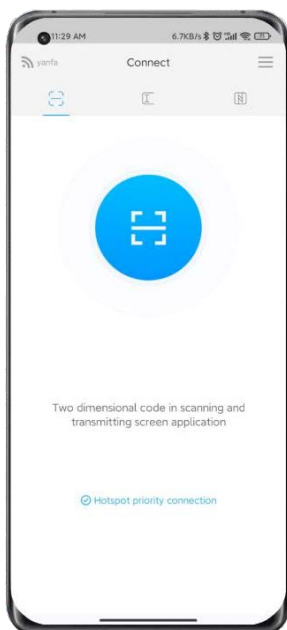 11:29 AM 6.7KB/s
yanfa Connect
Two dimensional code in scanning and
transmitting screen application
Hotspot priority connection